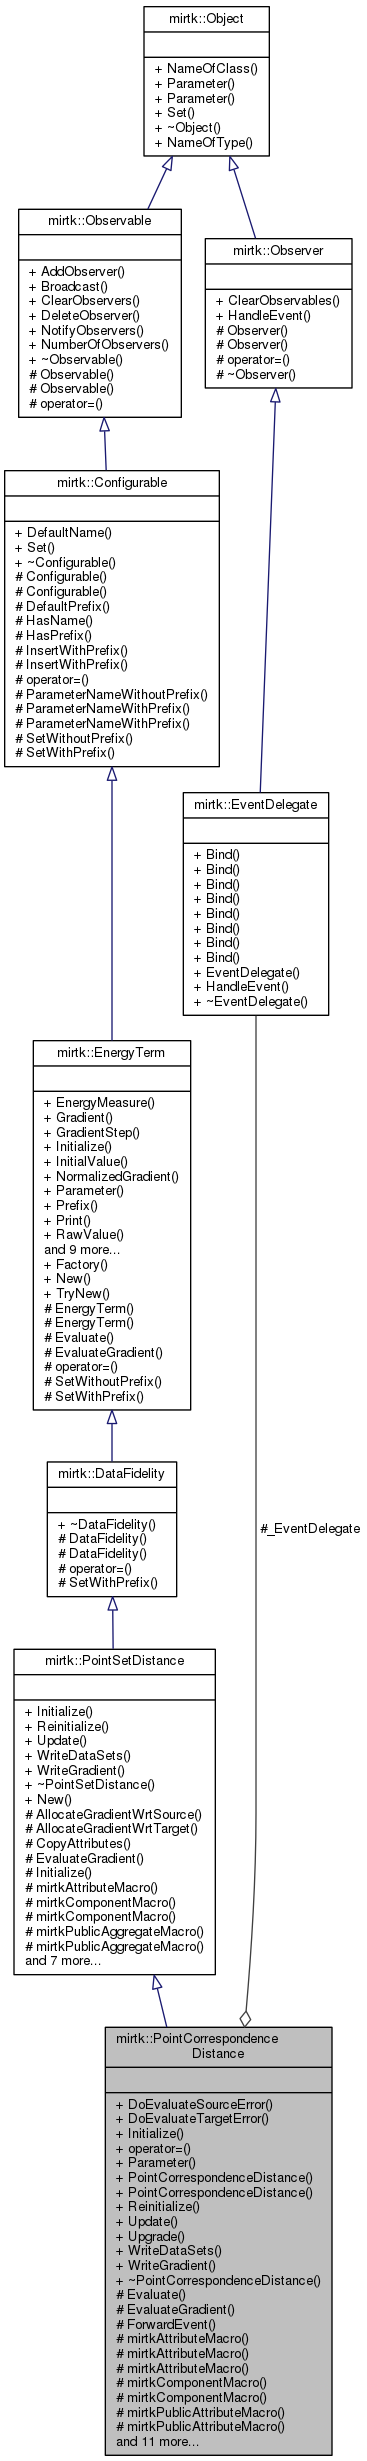 mirtk::Object
+ NameOfClass()
+ Parameter()
+ Parameter()
+ Set()
+ ~Object()
+ NameOfType()
mirtk::Observable
+ AddObserver()
+ Broadcast()
+ ClearObservers()
+ DeleteObserver()
+ NotifyObservers()
+ NumberOfObservers()
+ ~Observable()
# Observable()
# Observable()
# operator=()
mirtk::Observer
+ ClearObservables()
+ HandleEvent()
# Observer()
# Observer()
# operator=()
# ~Observer()
mirtk::Configurable
+ DefaultName()
+ Set()
+ ~Configurable()
# Configurable()
# Configurable()
# DefaultPrefix()
# HasName()
# HasPrefix()
# InsertWithPrefix()
# InsertWithPrefix()
# operator=()
# ParameterNameWithoutPrefix()
# ParameterNameWithPrefix()
# ParameterNameWithPrefix()
# SetWithoutPrefix()
# SetWithPrefix()
mirtk::EventDelegate
+ Bind()
+ Bind()
+ Bind()
+ Bind()
+ Bind()
+ Bind()
+ Bind()
+ Bind()
+ EventDelegate()
+ HandleEvent()
+ ~EventDelegate()
mirtk::EnergyTerm
+ EnergyMeasure()
+ Gradient()
+ GradientStep()
+ Initialize()
+ InitialValue()
+ NormalizedGradient()
+ Parameter()
+ Prefix()
+ Print()
+ RawValue()
and 9 more...
+ Factory()
+ New()
+ TryNew()
# EnergyTerm()
# EnergyTerm()
# Evaluate()
# EvaluateGradient()
# operator=()
# SetWithoutPrefix()
# SetWithPrefix()
mirtk::DataFidelity
+ ~DataFidelity()
# DataFidelity()
# DataFidelity()
# operator=()
# SetWithPrefix()
#_EventDelegate
mirtk::PointSetDistance
+ Initialize()
+ Reinitialize()
+ Update()
+ WriteDataSets()
+ WriteGradient()
+ ~PointSetDistance()
+ New()
# AllocateGradientWrtSource()
# AllocateGradientWrtTarget()
# CopyAttributes()
# EvaluateGradient()
# Initialize()
# mirtkAttributeMacro()
# mirtkComponentMacro()
# mirtkComponentMacro()
# mirtkPublicAggregateMacro()
# mirtkPublicAggregateMacro()
and 7 more...
mirtk::PointCorrespondence
Distance
+ DoEvaluateSourceError()
+ DoEvaluateTargetError()
+ Initialize()
+ operator=()
+ Parameter()
+ PointCorrespondenceDistance()
+ PointCorrespondenceDistance()
+ Reinitialize()
+ Update()
+ Upgrade()
+ WriteDataSets()
+ WriteGradient()
+ ~PointCorrespondenceDistance()
# Evaluate()
# EvaluateGradient()
# ForwardEvent()
# mirtkAttributeMacro()
# mirtkAttributeMacro()
# mirtkAttributeMacro()
# mirtkComponentMacro()
# mirtkComponentMacro()
# mirtkPublicAttributeMacro()
# mirtkPublicAttributeMacro()
and 11 more...